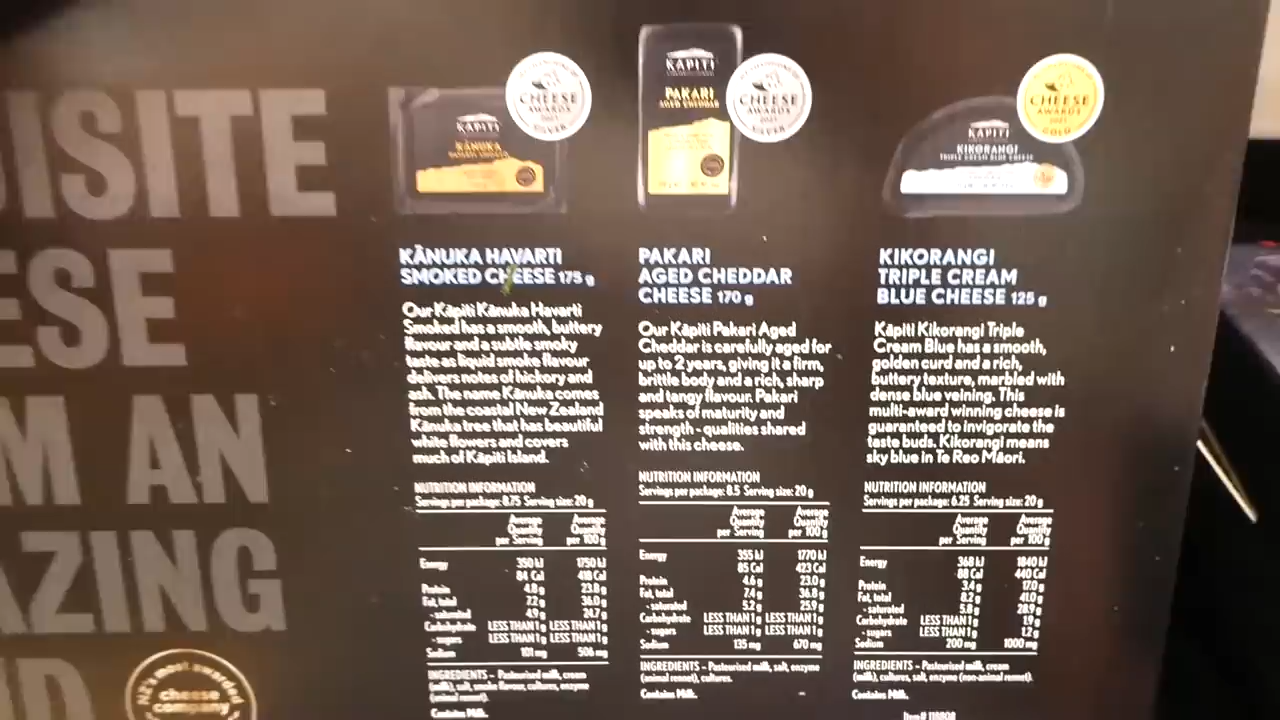 UISITE
ESE
M AN
AZING
ND
NZ's most awarded
cheese
company
KAPITI
KĀNUKA
CHEESE
AWARDS
2021
SILVER
KĀNUKA HAVARTI
SMOKED CHEESE 175 g
Our Kāpiti Kānuka Havarti
Smoked has a smooth, buttery
flavour and a subtle smoky
taste as liquid smoke flavour
delivers notes of hickory and
ash. The name Kānuka comes
from the coastal New Zealand
Kānuka tree that has beautiful
white flowers and covers
much of Kāpiti Island.
NUTRITION INFORMATION
Servings per package: 8.75 Serving size: 20 g
Average Quantity per Serving Average Quantity per 100 g
Energy 350 kJ 1750 kJ
84 Cal 418 Cal
Protein 4.8 g 23.8 g
Fat, total 7.2 g 36.0 g
- saturated 4.9 g 24.7 g
Carbohydrate LESS THAN 1 g LESS THAN 1 g
- sugars LESS THAN 1 g LESS THAN 1 g
Sodium 101 mg 506 mg
INGREDIENTS – Pasteurised milk, cream
(milk), salt, smoke flavour, cultures, enzyme
(animal rennet).
Contains Milk.
KAPITI
PAKARI
AGED CHEDDAR
CHEESE
AWARDS
2021
SILVER
PAKARI
AGED CHEDDAR
CHEESE 170 g
Our Kāpiti Pakari Aged
Cheddar is carefully aged for
up to 2 years, giving it a firm,
brittle body and a rich, sharp
and tangy flavour. Pakari
speaks of maturity and
strength - qualities shared
with this cheese.
NUTRITION INFORMATION
Servings per package: 8.5 Serving size: 20 g
Average Quantity per Serving Average Quantity per 100 g
Energy 355 kJ 1770 kJ
85 Cal 423 Cal
Protein 4.6 g 23.0 g
Fat, total 7.4 g 36.8 g
- saturated 5.2 g 25.9 g
Carbohydrate LESS THAN 1 g LESS THAN 1 g
- sugars LESS THAN 1 g LESS THAN 1 g
Sodium 135 mg 670 mg
INGREDIENTS – Pasteurised milk, salt, enzyme
(animal rennet), cultures.
Contains Milk.
KAPITI
KIKORANGI
TRIPLE CREAM BLUE CHEESE
CHEESE
AWARDS
2021
GOLD
KIKORANGI
TRIPLE CREAM
BLUE CHEESE 125 g
Kāpiti Kikorangi Triple
Cream Blue has a smooth,
golden curd and a rich,
buttery texture, marbled with
dense blue veining. This
multi-award winning cheese is
guaranteed to invigorate the
taste buds. Kikorangi means
sky blue in Te Reo Māori.
NUTRITION INFORMATION
Servings per package: 6.25 Serving size: 20 g
Average Quantity per Serving Average Quantity per 100 g
Energy 368 kJ 1840 kJ
88 Cal 440 Cal
Protein 3.4 g 17.0 g
Fat, total 8.2 g 41.0 g
- saturated 5.8 g 28.9 g
Carbohydrate LESS THAN 1 g 1.9 g
- sugars LESS THAN 1 g 1.2 g
Sodium 200 mg 1000 mg
INGREDIENTS – Pasteurised milk, cream
(milk), cultures, salt, enzyme (non-animal rennet).
Contains Milk.
Item# 118808